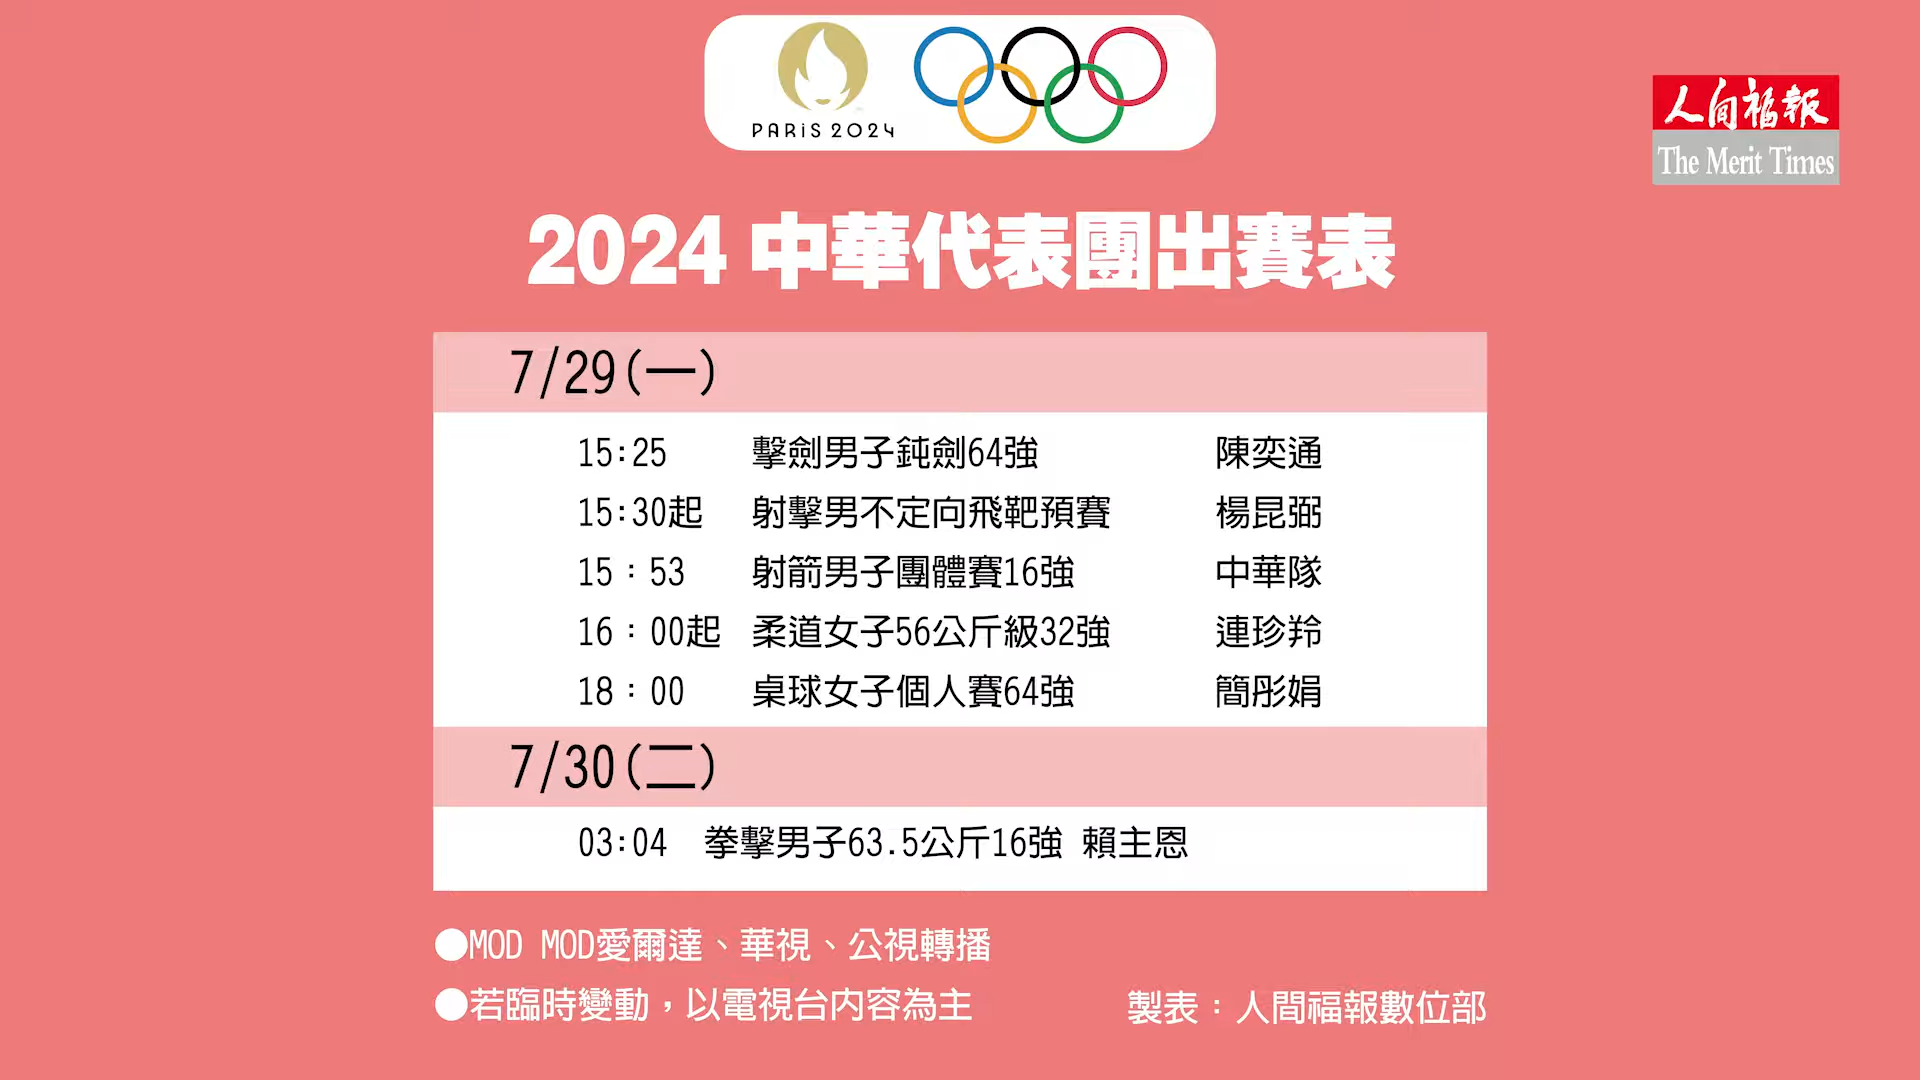 PARIS 2024
人間福報
The Merit Times
2024 中華代表團出賽表
7/29(一)
15:25 擊劍男子鈍劍64強 陳奕通
15:30起 射擊男不定向飛靶預賽 楊昆弼
15：53 射箭男子團體賽16強 中華隊
16：00起 柔道女子56公斤級32強 連珍羚
18：00 桌球女子個人賽64強 簡彤娟
7/30(二)
03:04 拳擊男子63.5公斤16強 賴主恩
●MOD MOD愛爾達、華視、公視轉播
●若臨時變動，以電視台內容為主
製表：人間福報數位部